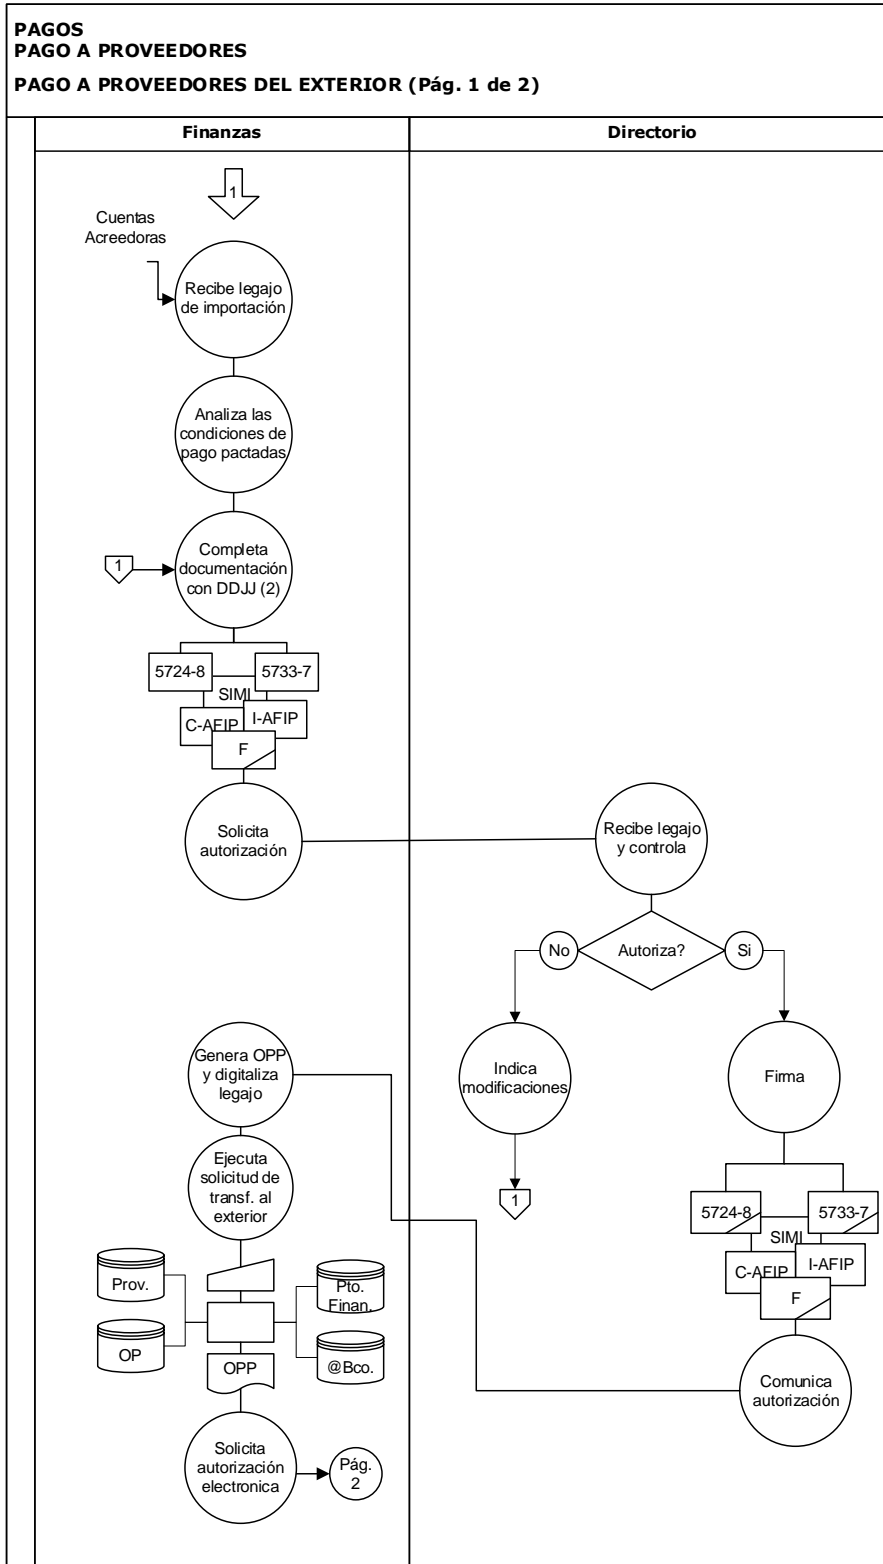 PAGOS
PAGO A PROVEEDORES
PAGO A PROVEEDORES DEL EXTERIOR (Pág. 1 de 2)
Finanzas
Directorio
1
Cuentas
Acreedoras
Recibe legajo
de importación
Analiza las
condiciones de
pago pactadas
1
Completa
documentación
con DDJJ (2)
5724-8
5733-7
SIMI
C-AFIP
I-AFIP
F
Solicita
autorización
Recibe legajo
y controla
No
Autoriza?
Si
Indica
modificaciones
Firma
1
5724-8
5733-7
SIMI
C-AFIP
I-AFIP
F
Comunica
autorización
Genera OPP
y digitaliza
legajo
Ejecuta
solicitud de
transf. al
exterior
Prov.
OP
Pto.
Finan.
@Bco.
OPP
Solicita
autorización
electronica
Pág.
2